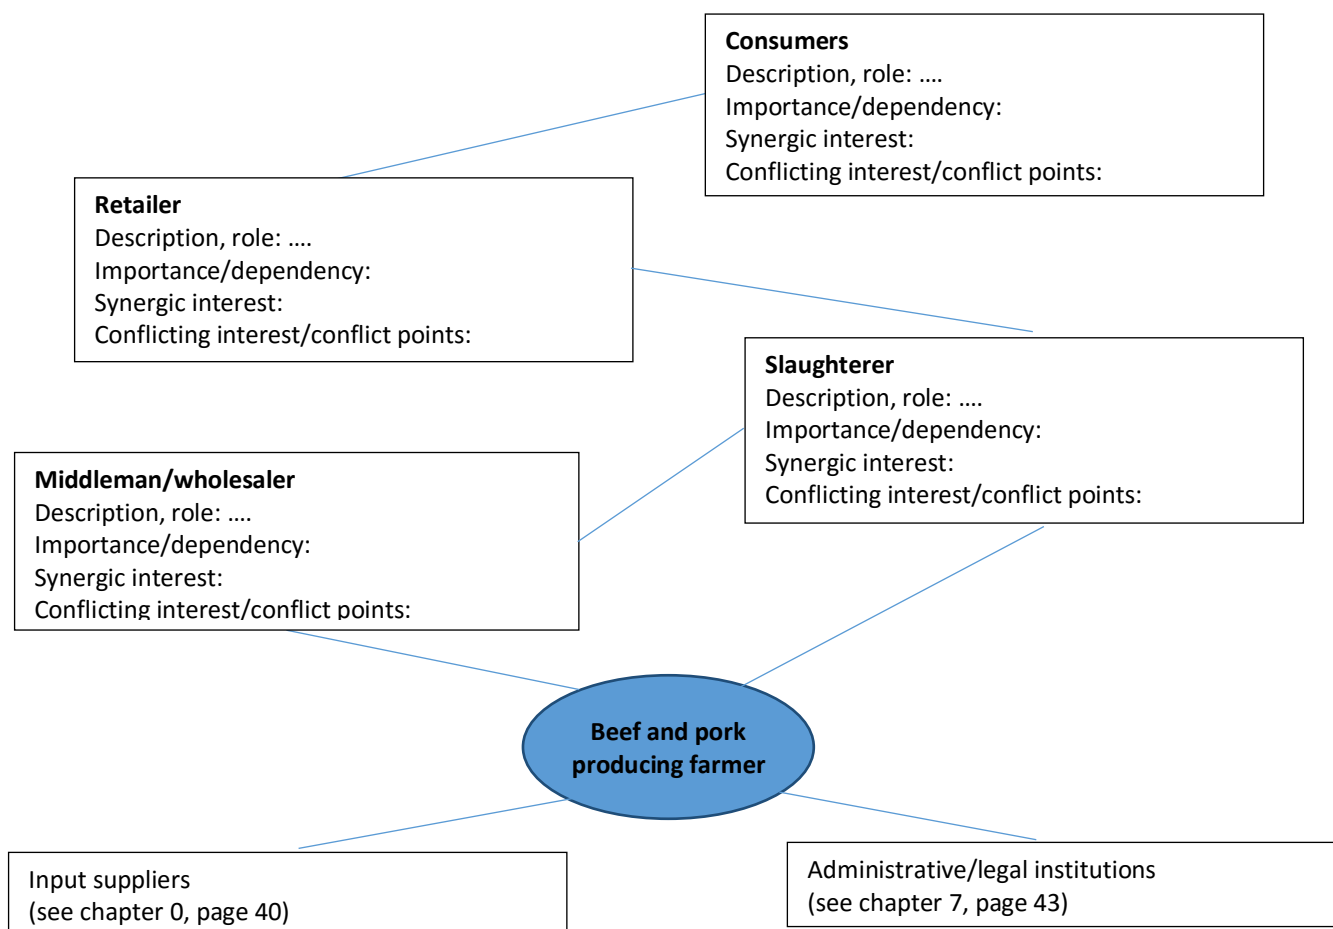 Consumers
Description, role: ....
Importance/dependency:
Synergic interest:
Conflicting interest/conflict points:
Retailer
Description, role: ....
Importance/dependency:
Synergic interest:
Conflicting interest/conflict points:
Slaughterer
Description, role: ....
Importance/dependency:
Synergic interest:
Conflicting interest/conflict points:
Middleman/wholesaler
Description, role: ....
Importance/dependency:
Synergic interest:
Conflicting interest/conflict points:
Beef and pork
producing farmer
Input suppliers
(see chapter 0, page 40)
Administrative/legal institutions
(see chapter 7, page 43)